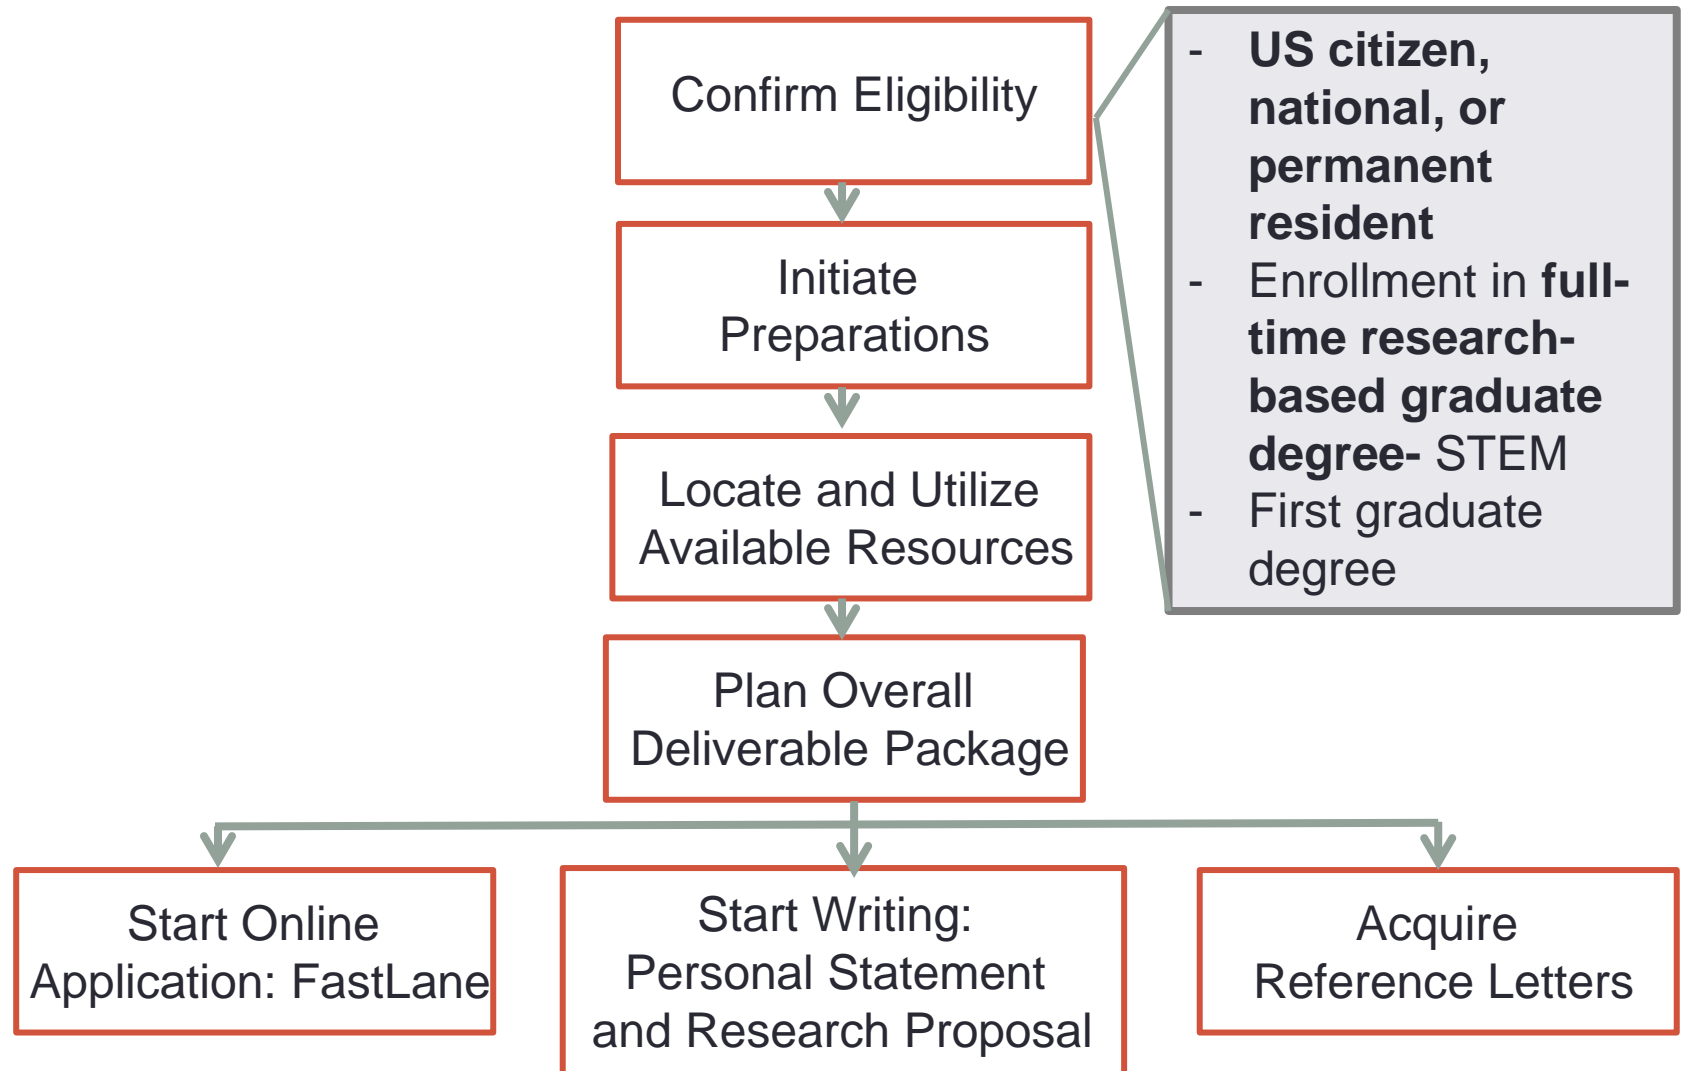 Confirm Eligibility
- US citizen,
national, or
permanent
resident
- Enrollment in full-
time research-
based graduate
degree- STEM
- First graduate
degree
Initiate
Preparations
Locate and Utilize
Available Resources
Plan Overall
Deliverable Package
Start Online
Application: FastLane
Start Writing:
Personal Statement
and Research Proposal
Acquire
Reference Letters